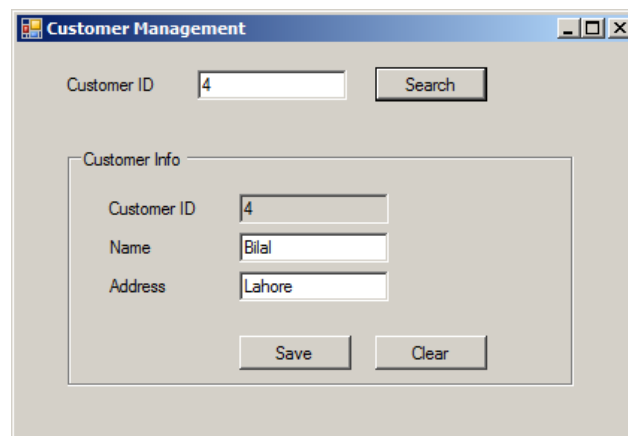 Customer Management
Customer ID 4 Search
Customer Info
Customer ID 4
Name Bilal
Address Lahore
Save Clear